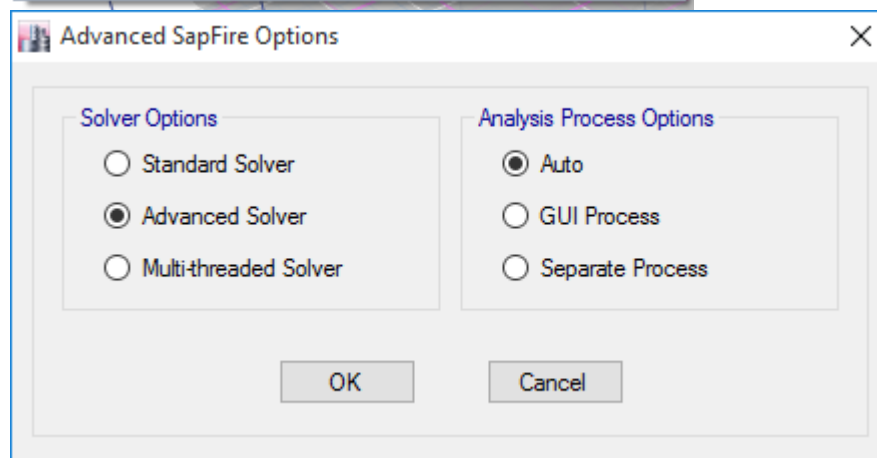 Advanced SapFire Options
Solver Options
Standard Solver
Advanced Solver
Multi-threaded Solver
Analysis Process Options
Auto
GUI Process
Separate Process
OK
Cancel